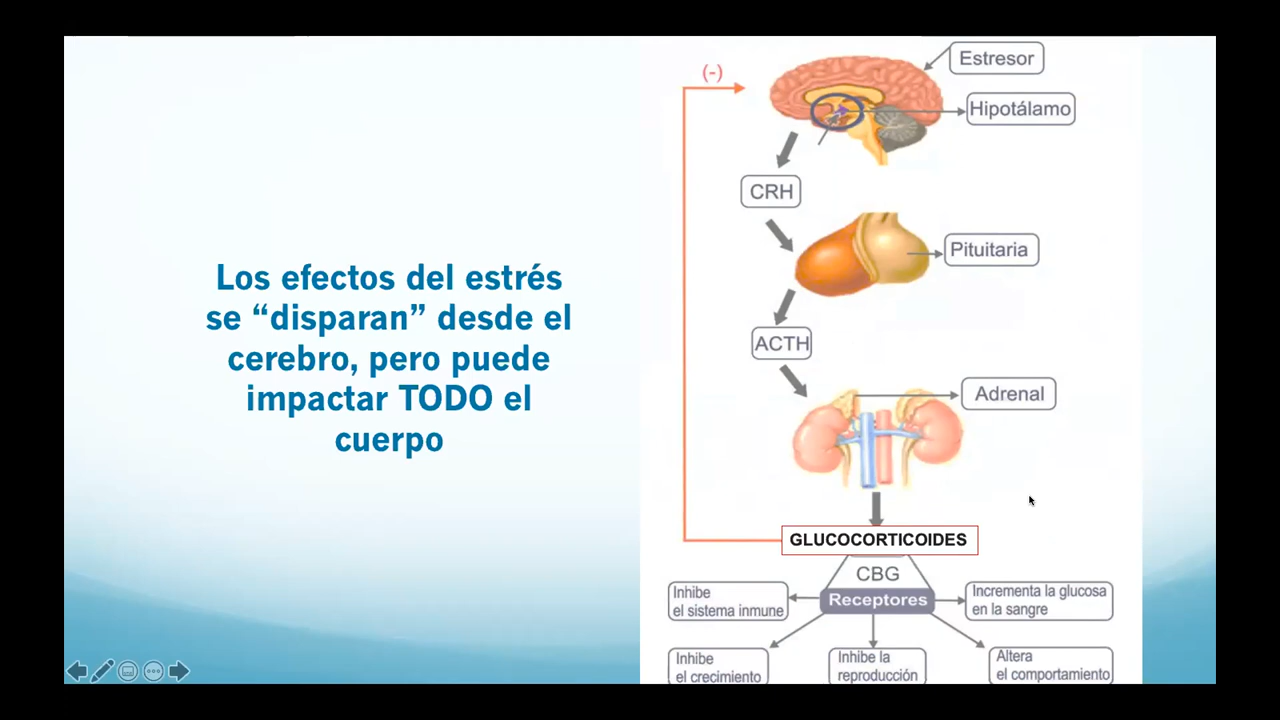 Los efectos del estrés
se “disparan” desde el
cerebro, pero puede
impactar TODO el
cuerpo
(-)
Estresor
Hipotálamo
CRH
Pituitaria
ACTH
Adrenal
GLUCOCORTICOIDES
CBG
Receptores
Inhibe
el sistema inmune
Incrementa la glucosa
en la sangre
Inhibe
el crecimiento
Inhibe la
reproducción
Altera
el comportamiento